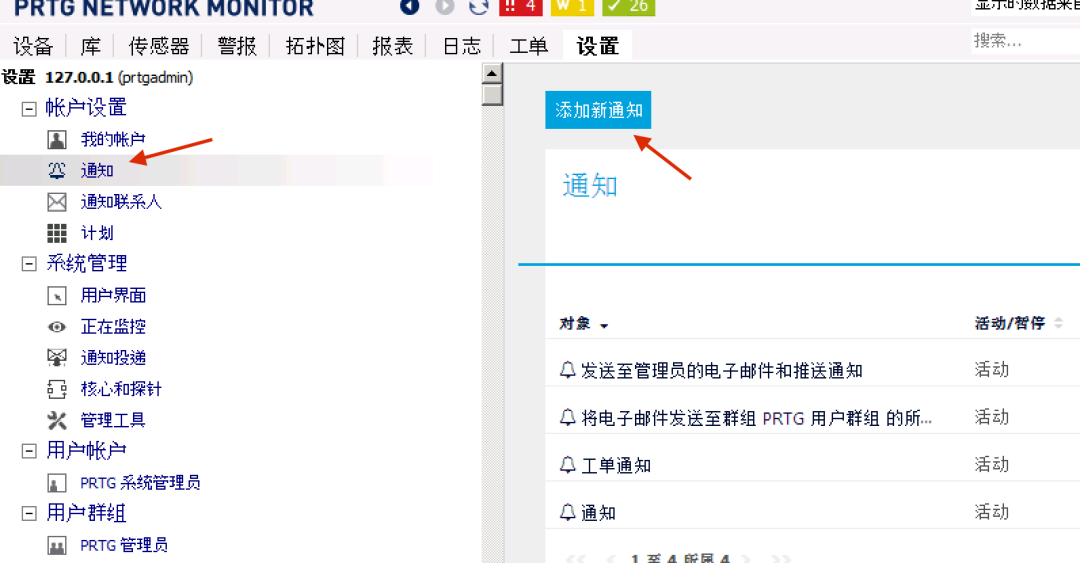 PRTG NETWORK MONITOR
!! 4
W 1
26
显示的数据来自
设备 库 传感器 警报 拓扑图 报表 日志 工单 设置
搜索...
设置 127.0.0.1 (prtgadmin)
帐户设置
我的帐户
通知
通知联系人
计划
系统管理
用户界面
正在监控
通知投递
核心和探针
管理工具
用户帐户
PRTG 系统管理员
用户群组
PRTG 管理员
添加新通知
通知
对象 活动/暂停
发送至管理员的电子邮件和推送通知 活动
将电子邮件发送至群组 PRTG 用户群组 的所... 活动
工单通知 活动
通知 活动
<< < 1 至 4 所属 4 > >>